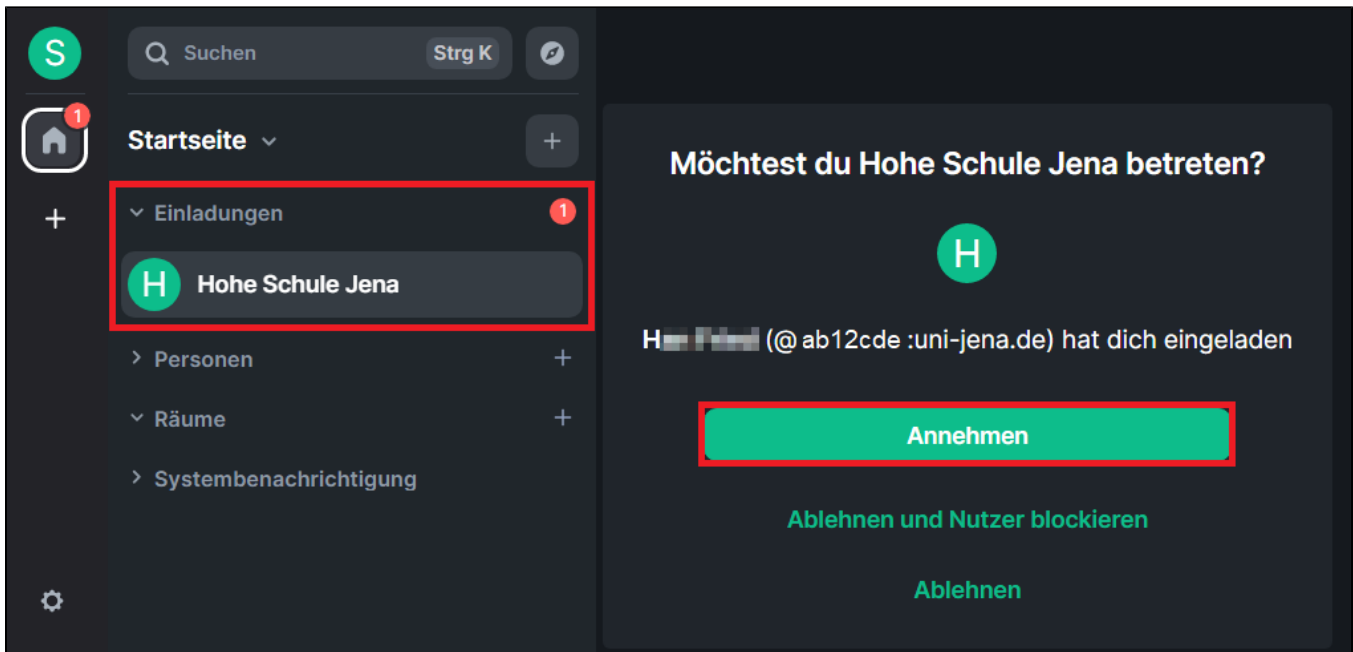 S
Suchen Strg K
1
Startseite
Einladungen 1
H Hohe Schule Jena
Personen
Räume
Systembenachrichtigung
Möchtest du Hohe Schule Jena betreten?
H
(@ ab12cde :uni-jena.de) hat dich eingeladen
Annehmen
Ablehnen und Nutzer blockieren
Ablehnen